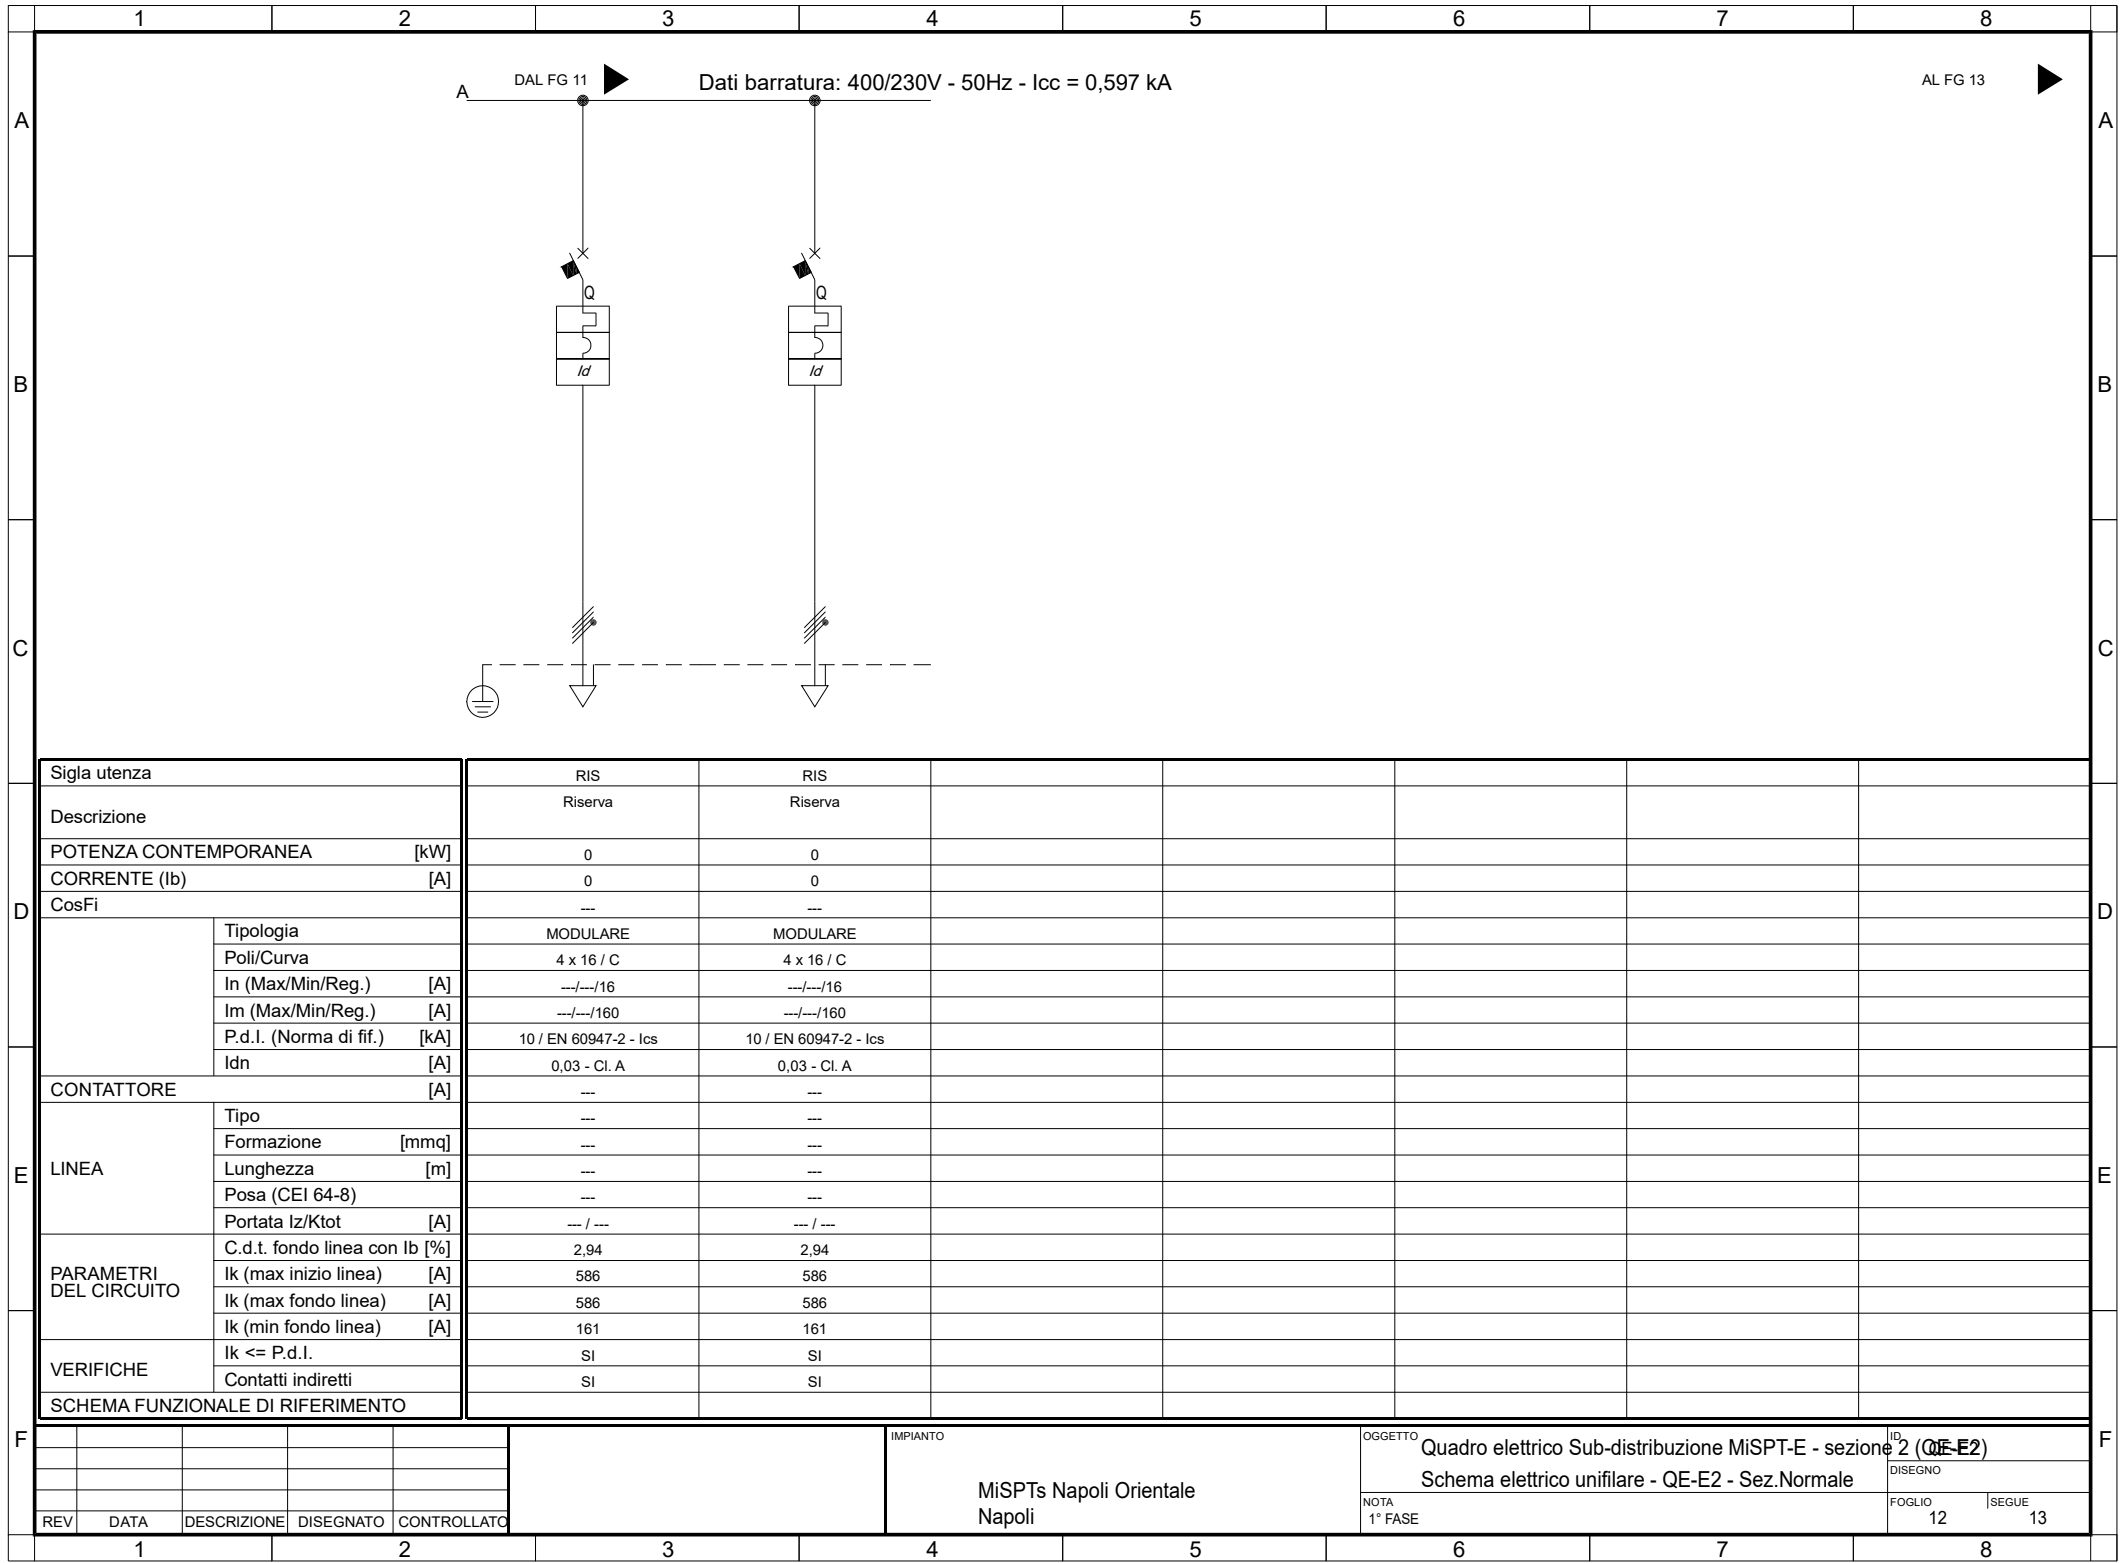 1 2 3 4 5 6 7 8
DAL FG 11 Dati barratura: 400/230V - 50Hz - Icc = 0,597 kA AL FG 13
A
A A
Q Q
Id Id
B B
C C
Sigla utenza RIS RIS
Descrizione Riserva Riserva
POTENZA CONTEMPORANEA [kW] 0 0
CORRENTE (Ib) [A] 0 0
CosFi --- ---
D D
Tipologia MODULARE MODULARE
Poli/Curva 4 x 16 / C 4 x 16 / C
In (Max/Min/Reg.) [A] ---/---/16 ---/---/16
Im (Max/Min/Reg.) [A] ---/---/160 ---/---/160
P.d.I. (Norma di fif.) [kA] 10 / EN 60947-2 - Ics 10 / EN 60947-2 - Ics
Idn [A] 0,03 - Cl. A 0,03 - Cl. A
CONTATTORE [A] --- ---
LINEA
Tipo --- ---
Formazione [mmq] --- ---
Lunghezza [m] --- ---
E E
Posa (CEI 64-8) --- ---
Portata Iz/Ktot [A] --- / --- --- / ---
PARAMETRI
DEL CIRCUITO
C.d.t. fondo linea con Ib [%] 2,94 2,94
Ik (max inizio linea) [A] 586 586
Ik (max fondo linea) [A] 586 586
Ik (min fondo linea) [A] 161 161
VERIFICHE
Ik <= P.d.I. SI SI
Contatti indiretti SI SI
SCHEMA FUNZIONALE DI RIFERIMENTO
F F
REV DATA DESCRIZIONE DISEGNATO CONTROLLATO
IMPIANTO
MiSPTs Napoli Orientale
Napoli
OGGETTO
Quadro elettrico Sub-distribuzione MiSPT-E - sezione 2 (QE-E2)
Schema elettrico unifilare - QE-E2 - Sez.Normale
NOTA
1° FASE
ID
QE-E2
DISEGNO
FOGLIO SEGUE
12 13
1 2 3 4 5 6 7 8